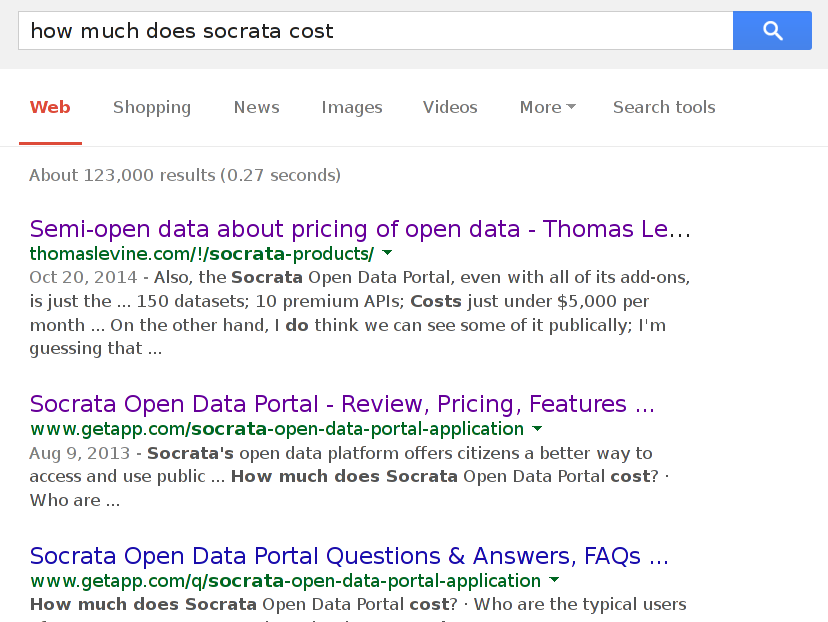 how much does socrata cost
Web Shopping News Images Videos More Search tools
About 123,000 results (0.27 seconds)
Semi-open data about pricing of open data - Thomas Le...
thomaslevine.com/!/socrata-products/
Oct 20, 2014 - Also, the Socrata Open Data Portal, even with all of its add-ons,
is just the ... 150 datasets; 10 premium APIs; Costs just under $5,000 per
month ... On the other hand, I do think we can see some of it publically; I'm
guessing that ...
Socrata Open Data Portal - Review, Pricing, Features ...
www.getapp.com/socrata-open-data-portal-application
Aug 9, 2013 - Socrata's open data platform offers citizens a better way to
access and use public ... How much does Socrata Open Data Portal cost? ·
Who are ...
Socrata Open Data Portal Questions & Answers, FAQs ...
www.getapp.com/q/socrata-open-data-portal-application
How much does Socrata Open Data Portal cost? · Who are the typical users